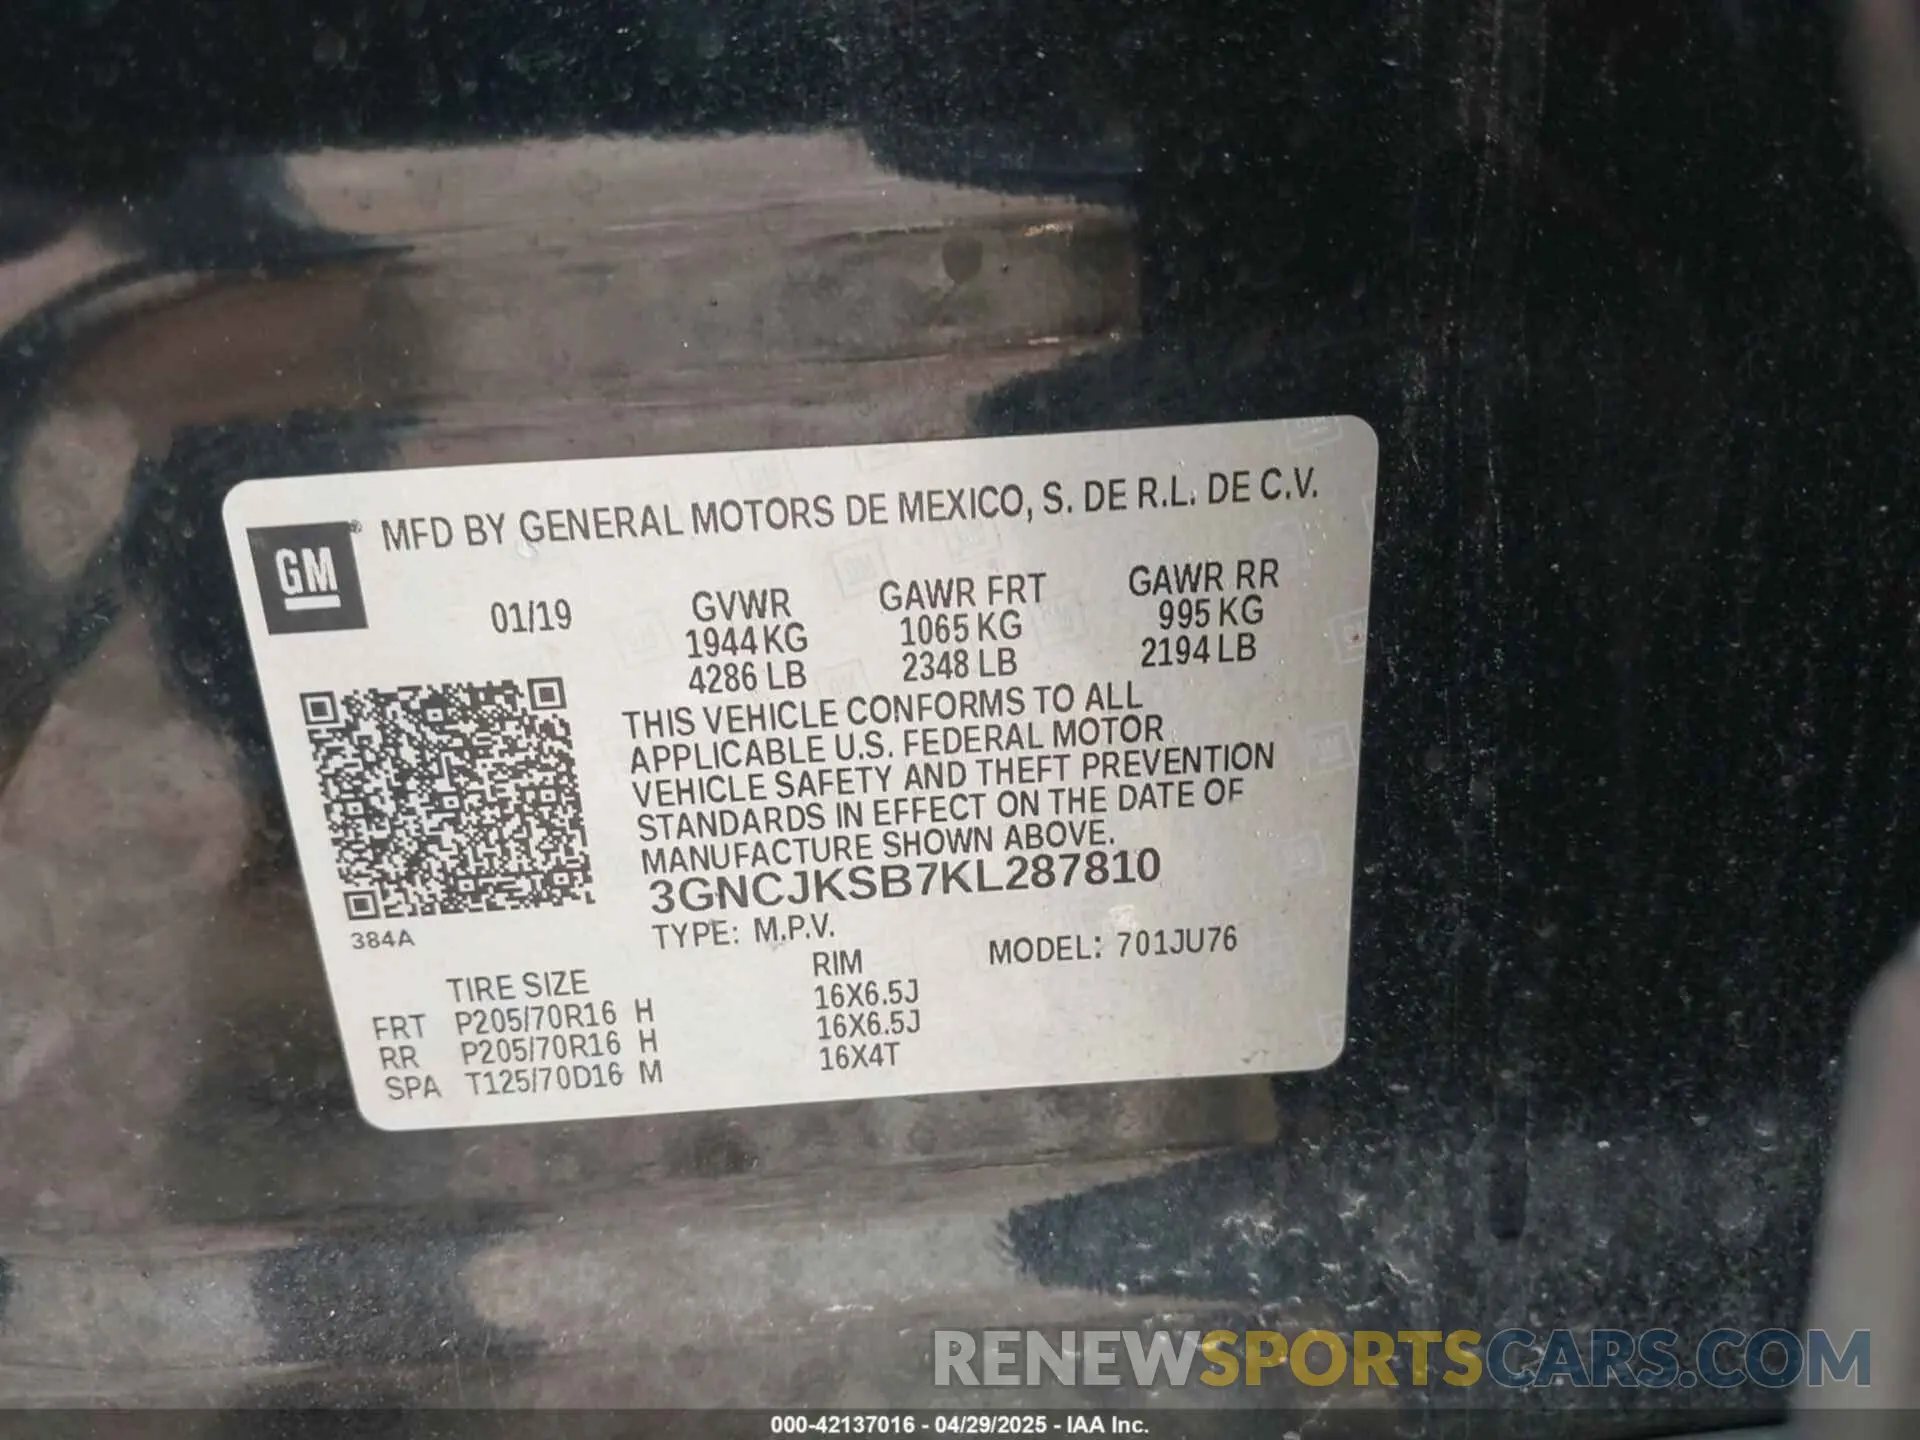 GM ® MFD BY GENERAL MOTORS DE MEXICO, S. DE R.L. DE C.V.
01/19 GVWR GAWR FRT GAWR RR
1944 KG 1065 KG 995 KG
4286 LB 2348 LB 2194 LB
THIS VEHICLE CONFORMS TO ALL
APPLICABLE U.S. FEDERAL MOTOR
VEHICLE SAFETY AND THEFT PREVENTION
STANDARDS IN EFFECT ON THE DATE OF
MANUFACTURE SHOWN ABOVE.
3GNCJKSB7KL287810
384A
TYPE: M.P.V. MODEL: 701JU76
TIRE SIZE RIM
FRT P205/70R16 H 16X6.5J
RR P205/70R16 H 16X6.5J
SPA T125/70D16 M 16X4T
RENEWSPORTSCARS.COM
000-42137016 - 04/29/2025 - IAA Inc.